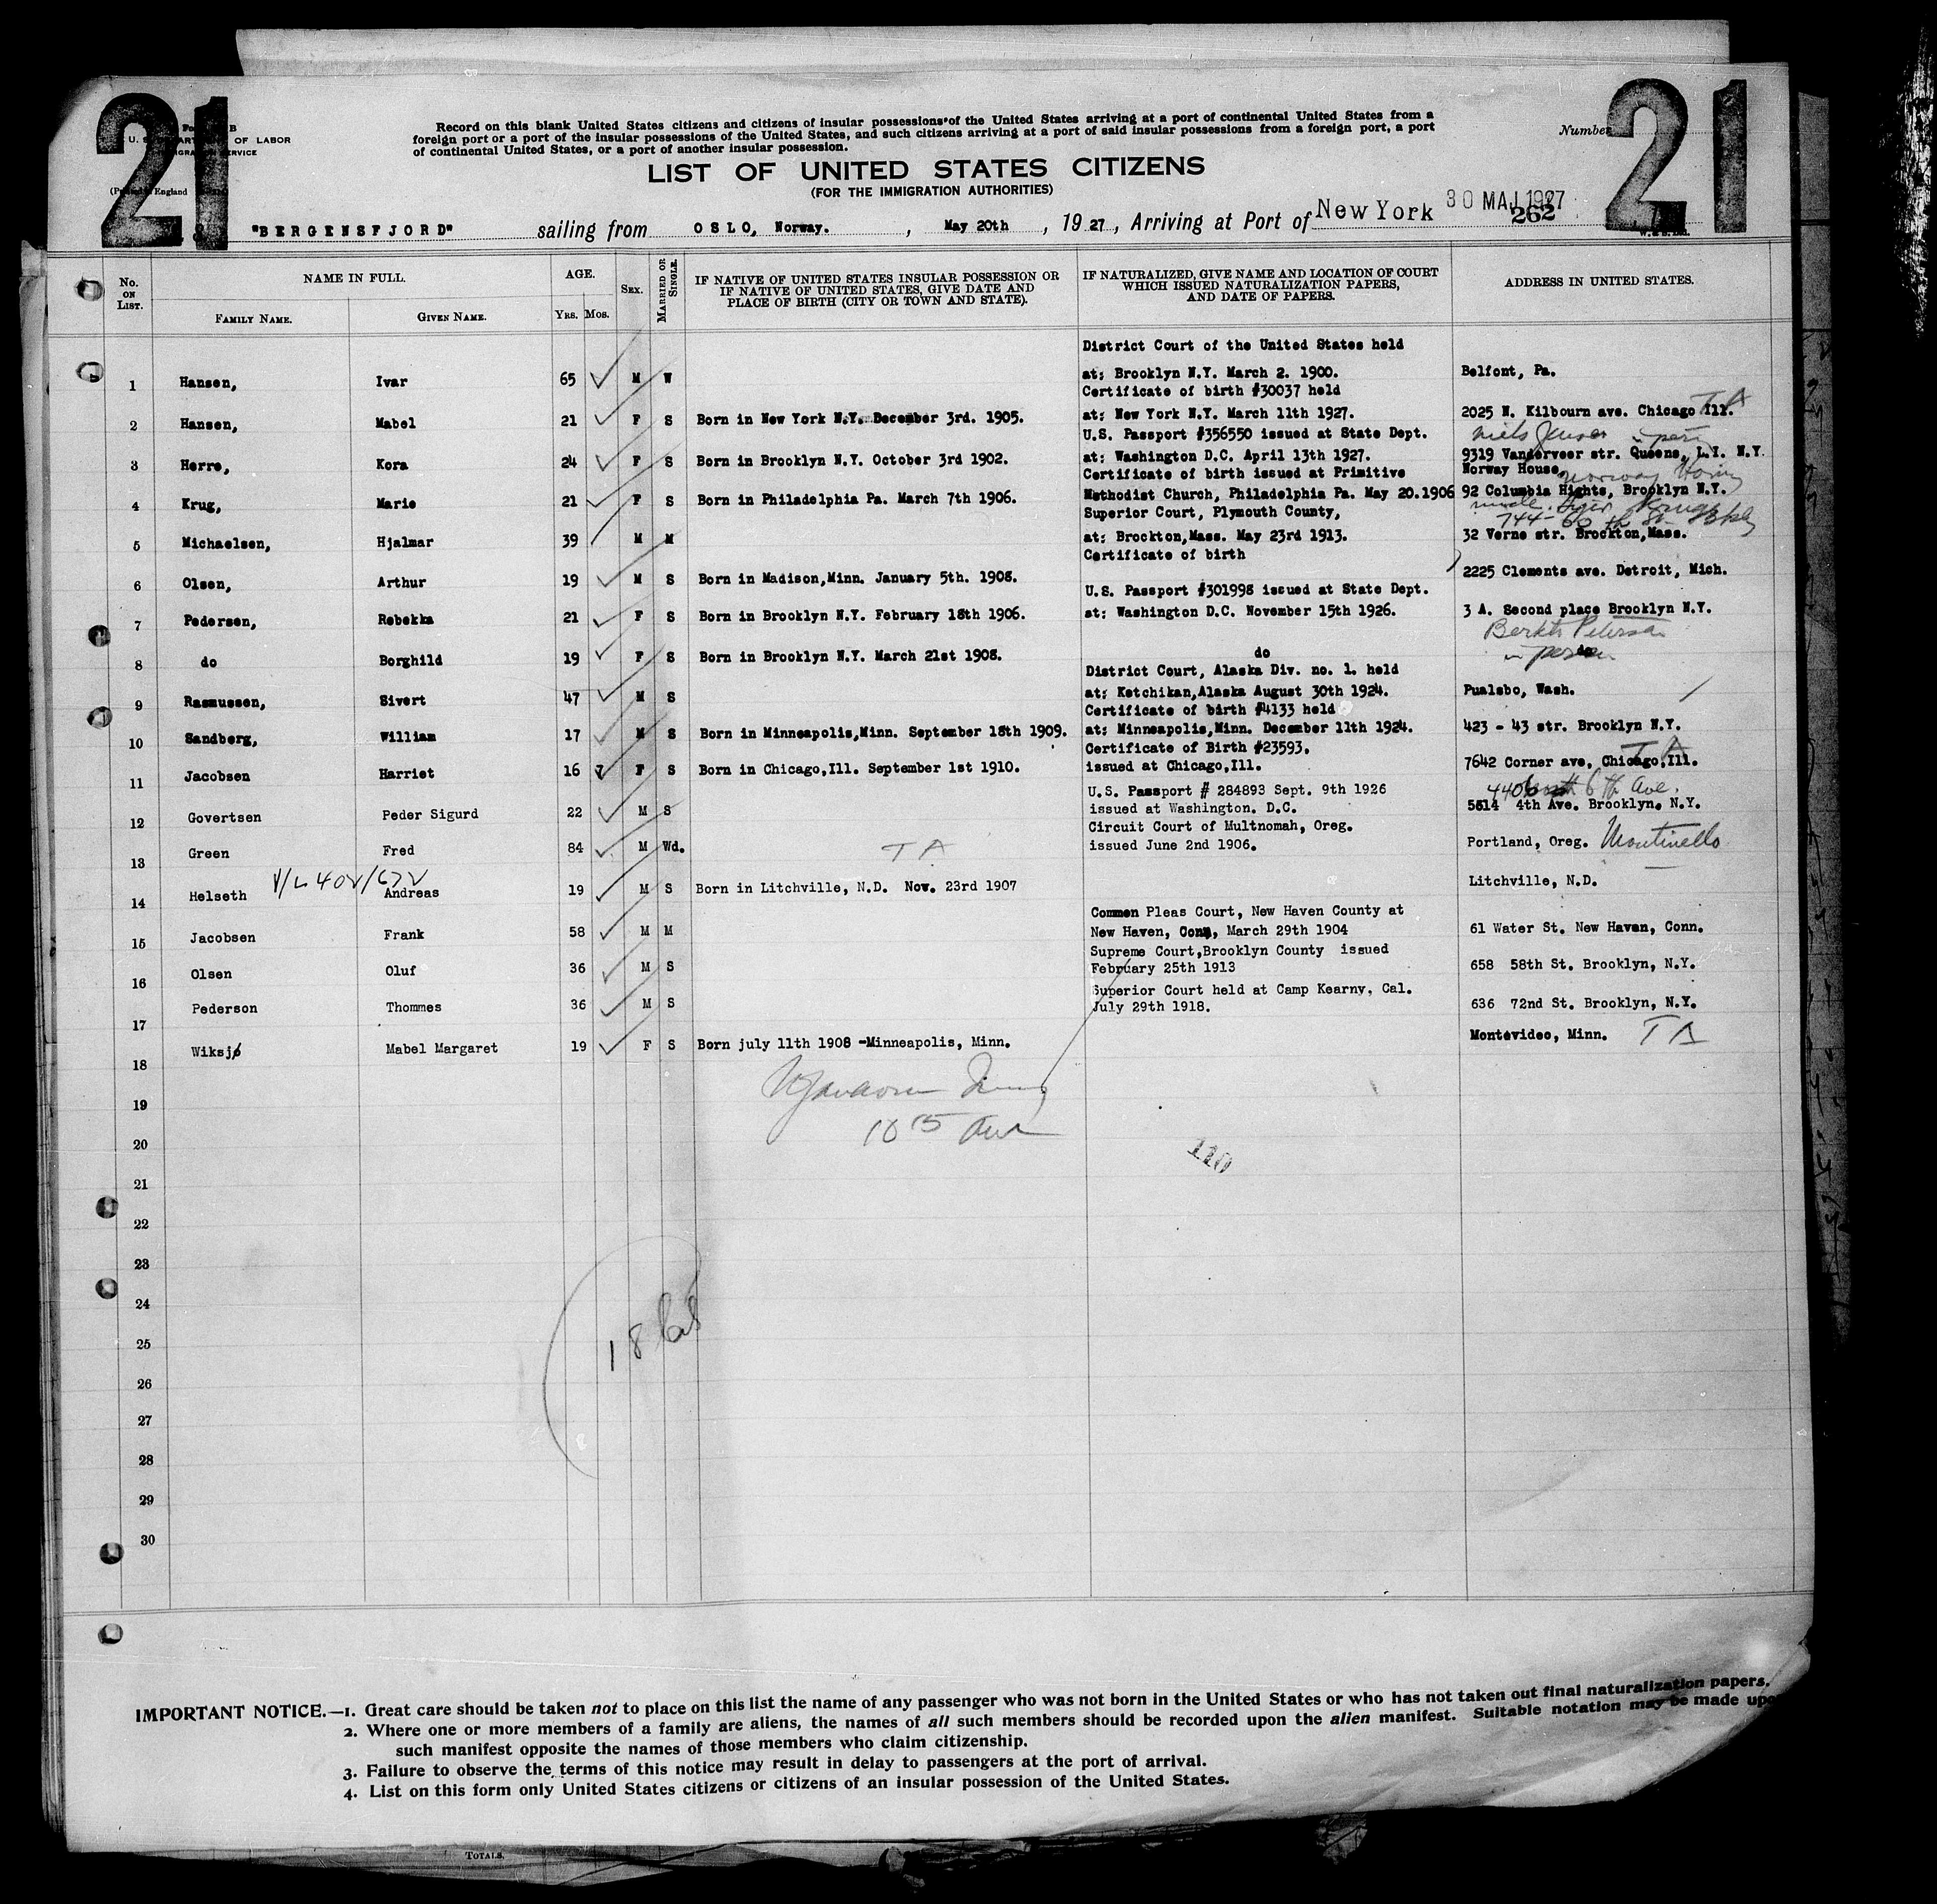 21
21
Record on this blank United States citizens and citizens of insular possessions of the United States arriving at a port of continental United States from a
foreign port or a port of the insular possessions of the United States, and such citizens arriving at a port of said insular possessions from a foreign port, a port
of continental United States, or a port of another insular possession.
Number
OF LABOR
SERVICE
England
LIST OF UNITED STATES CITIZENS
(FOR THE IMMIGRATION AUTHORITIES)
30 MAJ 1927
262
"BERGENSFJORD" sailing from OSLO, Norway. , May 20th , 1927 , Arriving at Port of New York
No. ON LIST. NAME IN FULL. AGE. SEX. MARRIED OR SINGLE. IF NATIVE OF UNITED STATES INSULAR POSSESSION OR IF NATIVE OF UNITED STATES, GIVE DATE AND PLACE OF BIRTH (CITY OR TOWN AND STATE). IF NATURALIZED, GIVE NAME AND LOCATION OF COURT WHICH ISSUED NATURALIZATION PAPERS, AND DATE OF PAPERS. ADDRESS IN UNITED STATES.
FAMILY NAME. GIVEN NAME. YRS. MOS.
District Court of the United States held
1 Hansen, Ivar 65 M W at: Brooklyn N.Y. March 2. 1900. Belfont, Pa.
Certificate of birth #30037 held
2 Hansen, Mabel 21 F S Born in New York N.Y. December 3rd. 1905. at: New York N.Y. March 11th 1927. 2025 N. Kilbourn ave. Chicago Ill. TA
U.S. Passport #356550 issued at State Dept.
3 Herre, Kora 24 F S Born in Brooklyn N.Y. October 3rd 1902. at: Washington D.C. April 13th 1927. 9319 Vanderveer str. Queens, L.I. N.Y.
Certificate of birth issued at Primitive Norway House,
4 Krug, Marie 21 F S Born in Philadelphia Pa. March 7th 1906. Methodist Church, Philadelphia Pa. May 20.1906 92 Columbia Hights, Brooklyn N.Y.
Superior Court, Plymouth County,
5 Michaelsen, Hjalmar 39 M M at: Brockton,Mass. May 23rd 1913. 32 Verne str. Brockton,Mass.
Certificate of birth
6 Olsen, Arthur 19 M S Born in Madison,Minn. January 5th. 1908. 2225 Clements ave. Detroit, Mich.
U.S. Passport #301998 issued at State Dept.
7 Pedersen, Rebekka 21 F S Born in Brooklyn N.Y. February 18th 1906. at: Washington D.C. November 15th 1926. 3 A. Second place Brooklyn N.Y.
8 do Borghild 19 F S Born in Brooklyn N.Y. March 21st 1908. do do
in person
District Court, Alaska Div. no. 1. held
9 Rasmussen, Sivert 47 M S at: Ketchikan,Alaska August 30th 1924. Pualsbo, Wash.
Certificate of birth #4133 held
10 Sandberg, William 17 M S Born in Minneapolis,Minn. September 18th 1909. at: Minneapolis,Minn. December 11th 1924. 423 - 43 str. Brooklyn N.Y.
Certificate of Birth #23593.
11 Jacobsen Harriet 16 7 F S Born in Chicago,Ill. September 1st 1910. issued at Chicago,Ill. 7642 Corner ave, Chicago,Ill. TA
U.S. Passport # 284893 Sept. 9th 1926 4406 6th Ave.
12 Govertsen Peder Sigurd 22 M S issued at Washington. D.C. 5614 4th Ave. Brooklyn, N.Y.
Circuit Court of Multnomah, Oreg.
13 Green Fred 84 M Wd. TA issued June 2nd 1906. Portland, Oreg.
14 Helseth Andreas 19 M S Born in Litchville, N.D. Nov. 23rd 1907 Litchville, N.D.
Common Pleas Court, New Haven County at
15 Jacobsen Frank 58 M M New Haven, Conn, March 29th 1904 61 Water St. New Haven, Conn.
Supreme Court,Brooklyn County issued
16 Olsen Oluf 36 M S February 25th 1913 658 58th St. Brooklyn, N.Y.
Superior Court held at Camp Kearny, Cal.
17 Pederson Thommes 36 M S July 29th 1918. 636 72nd St. Brooklyn, N.Y.
18 Wiksjø Mabel Margaret 19 F S Born july 11th 1908 -Minneapolis, Minn. Montevideo, Minn. TA
19
20
110
21
22
23
24
25
18
26
27
28
29
30
IMPORTANT NOTICE.—1. Great care should be taken not to place on this list the name of any passenger who was not born in the United States or who has not taken out final naturalization papers.
2. Where one or more members of a family are aliens, the names of all such members should be recorded upon the alien manifest. Suitable notation may be made upo
such manifest opposite the names of those members who claim citizenship.
3. Failure to observe the terms of this notice may result in delay to passengers at the port of arrival.
4. List on this form only United States citizens or citizens of an insular possession of the United States.
TOTALS.